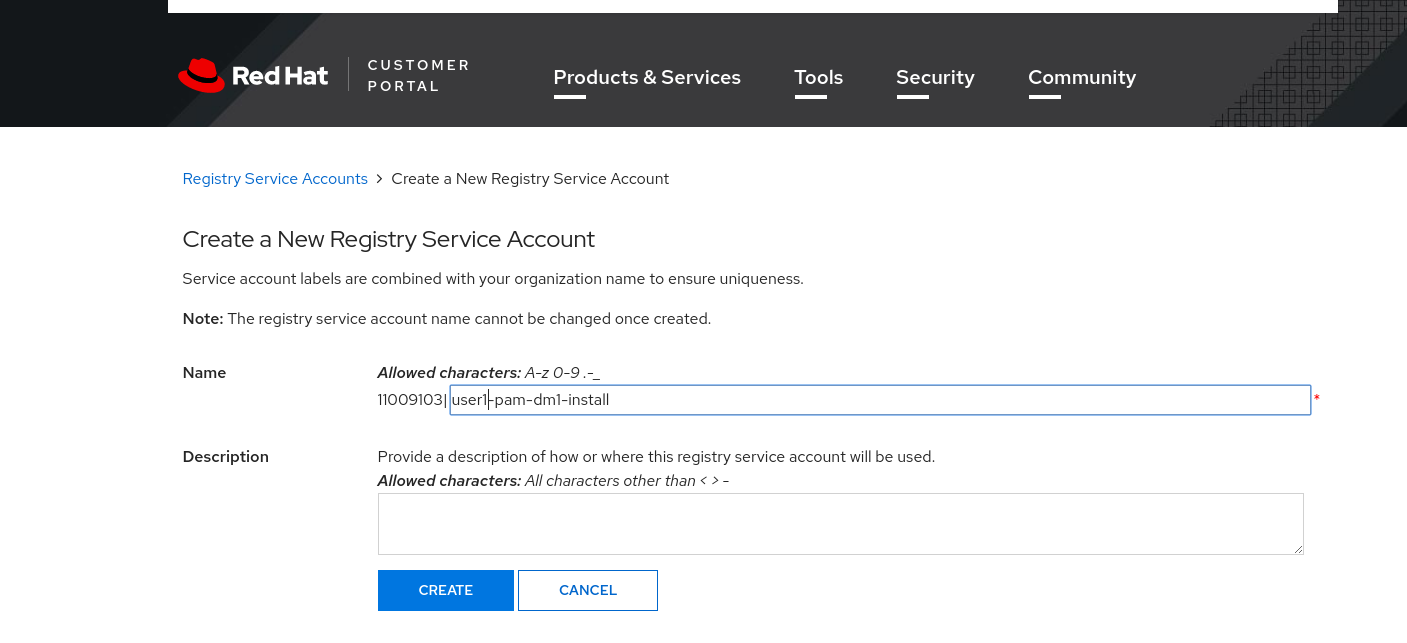 Red Hat
CUSTOMER
PORTAL
Products & Services
Tools
Security
Community
Registry Service Accounts > Create a New Registry Service Account
Create a New Registry Service Account
Service account labels are combined with your organization name to ensure uniqueness.
Note: The registry service account name cannot be changed once created.
Name
Allowed characters: A-z 0-9 .-_
11009103| user1-pam-dm1-install *
Description
Provide a description of how or where this registry service account will be used.
Allowed characters: All characters other than < > -
CREATE
CANCEL